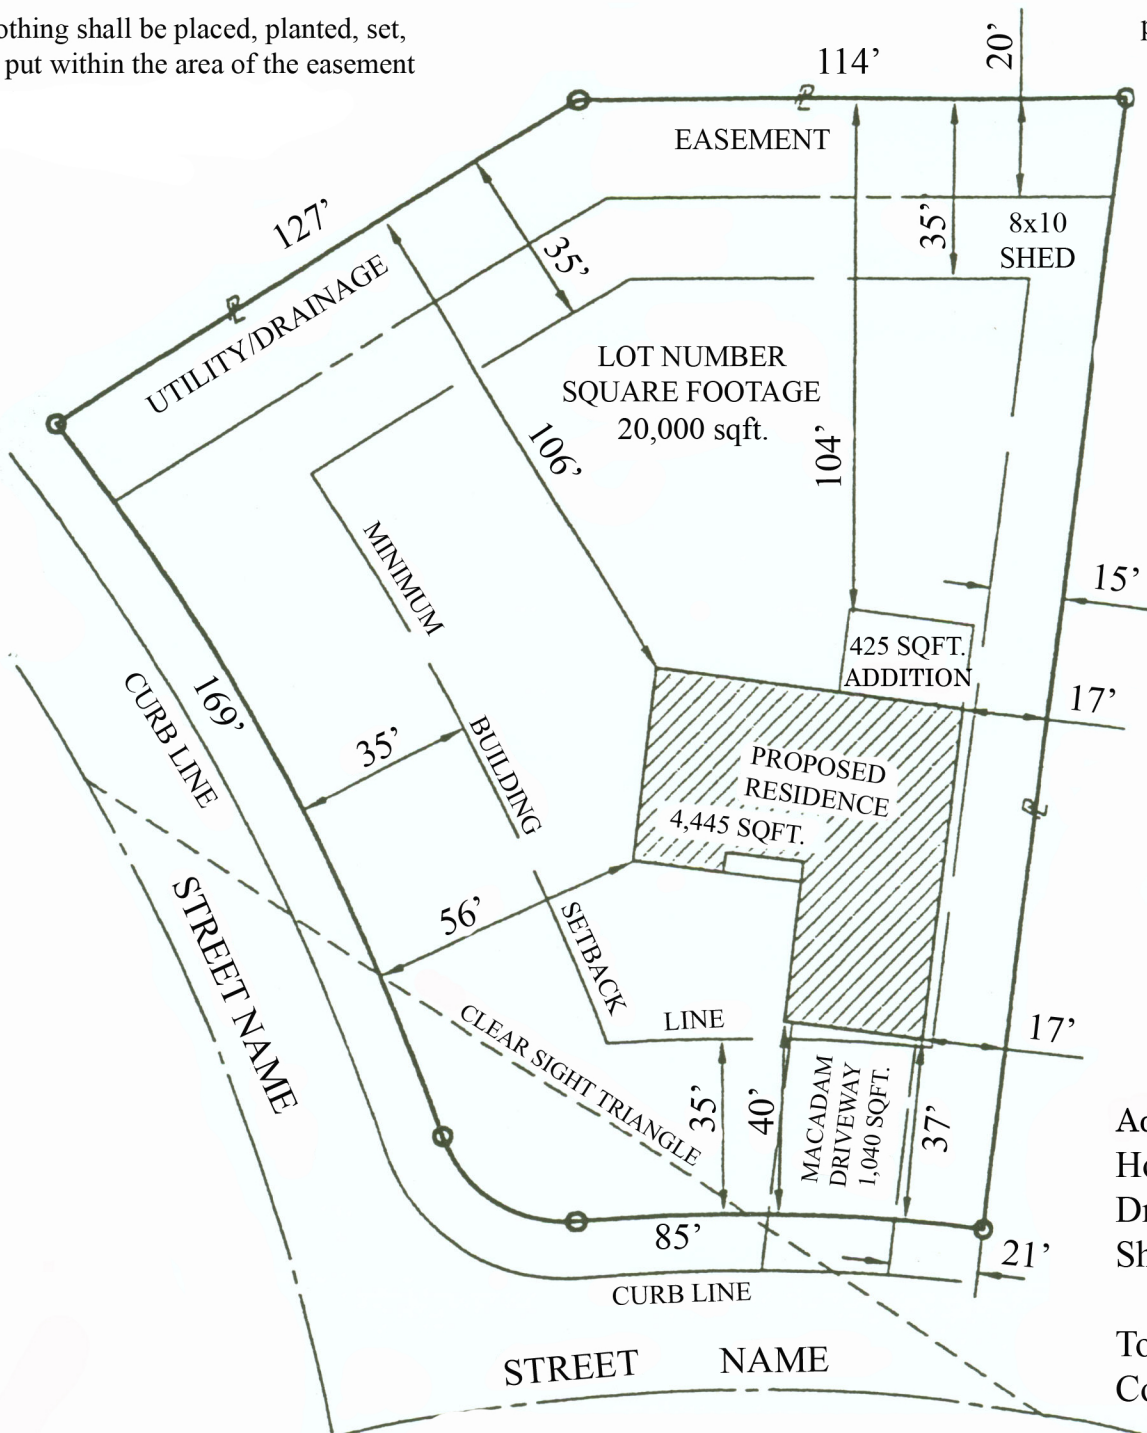 othing shall be placed, planted, set,
put within the area of the easement
114’
20’
EASEMENT
127’
35’
35’
8x10
SHED
UTILITY/DRAINAGE
LOT NUMBER
SQUARE FOOTAGE
20,000 sqft.
106’
104’
MINIMUM
15’
425 SQFT.
ADDITION
17’
169’
CURB LINE
35’
BUILDING
PROPOSED
RESIDENCE
4,445 SQFT.
STREET NAME
56’
SETBACK
LINE
CLEAR SIGHT TRIANGLE
17’
35’
40’
MACADAM
DRIVEWAY
1,040 SQFT.
37’
85’
21’
CURB LINE
STREET NAME